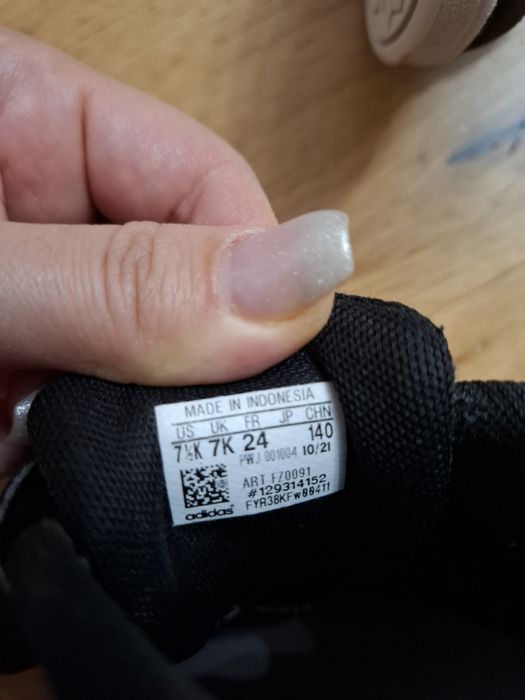 MADE IN INDONESIA
US UK FR JP CHN
7½K 7K 24 140
PWJ 001004 10/21
ART FZ0091
#129314152
FYR38KFw00411
adidas